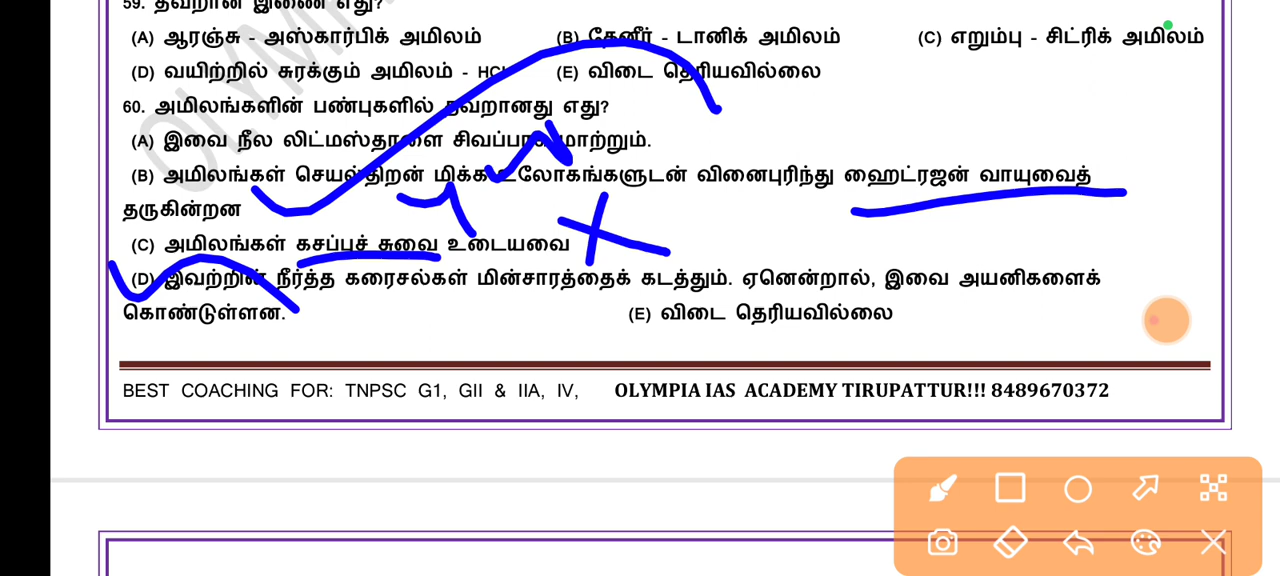 59. தவறான இணை எது?
(A) ஆரஞ்சு - அஸ்கார்பிக் அமிலம் (B) தேனீர் - டானிக் அமிலம் (C) எறும்பு - சிட்ரிக் அமிலம்
(D) வயிற்றில் சுரக்கும் அமிலம் - HCL (E) விடை தெரியவில்லை
60. அமிலங்களின் பண்புகளில் தவறானது எது?
(A) இவை நீல லிட்மஸ்தாளை சிவப்பாக மாற்றும்.
(B) அமிலங்கள் செயல்திறன் மிக்க உலோகங்களுடன் வினைபுரிந்து ஹைட்ரஜன் வாயுவைத்
தருகின்றன
(C) அமிலங்கள் கசப்புச் சுவை உடையவை
(D) இவற்றின் நீர்த்த கரைசல்கள் மின்சாரத்தைக் கடத்தும். ஏனென்றால், இவை அயனிகளைக்
கொண்டுள்ளன. (E) விடை தெரியவில்லை
BEST COACHING FOR: TNPSC G1, GII & IIA, IV, OLYMPIA IAS ACADEMY TIRUPATTUR!!! 8489670372